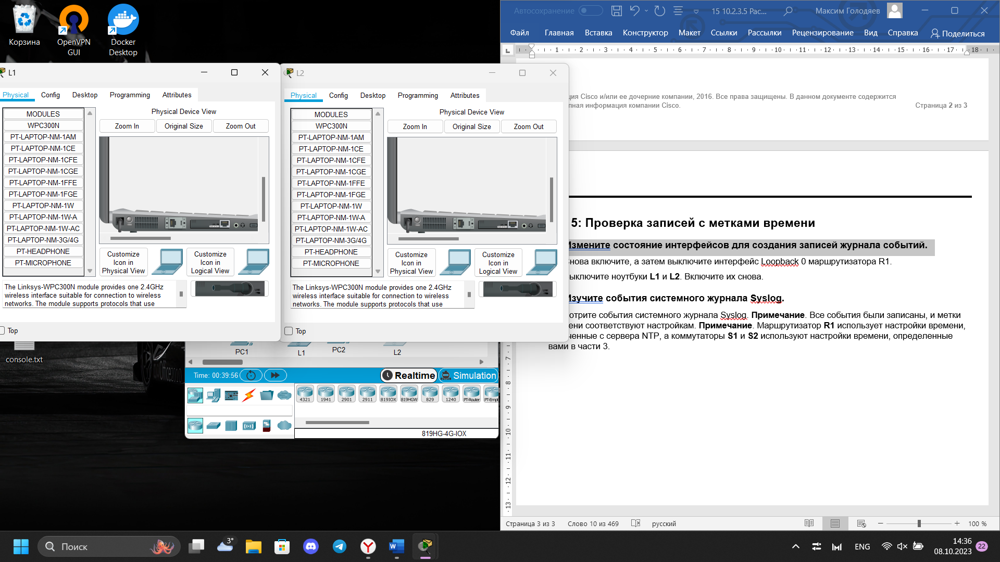 Корзина
OpenVPN
GUI
Docker
Desktop
Автосохранение
15 10.2.3.5 Рас...
Максим Голодяев
Файл
Главная
Вставка
Конструктор
Макет
Ссылки
Рассылки
Рецензирование
Вид
Справка
Поделиться
1 2 3 4 5 6 7 8 9 10 11 12 13 14 15 16 17 18
L1
Physical
Config
Desktop
Programming
Attributes
MODULES
WPC300N
PT-LAPTOP-NM-1AM
PT-LAPTOP-NM-1CE
PT-LAPTOP-NM-1CFE
PT-LAPTOP-NM-1CGE
PT-LAPTOP-NM-1FFE
PT-LAPTOP-NM-1FGE
PT-LAPTOP-NM-1W
PT-LAPTOP-NM-1W-A
PT-LAPTOP-NM-1W-AC
PT-LAPTOP-NM-3G/4G
PT-HEADPHONE
PT-MICROPHONE
Physical Device View
Zoom In
Original Size
Zoom Out
Customize
Icon in
Physical View
Customize
Icon in
Logical View
The Linksys-WPC300N module provides one 2.4GHz
wireless interface suitable for connection to wireless
networks. The module supports protocols that use
Top
L2
Physical
Config
Desktop
Programming
Attributes
MODULES
WPC300N
PT-LAPTOP-NM-1AM
PT-LAPTOP-NM-1CE
PT-LAPTOP-NM-1CFE
PT-LAPTOP-NM-1CGE
PT-LAPTOP-NM-1FFE
PT-LAPTOP-NM-1FGE
PT-LAPTOP-NM-1W
PT-LAPTOP-NM-1W-A
PT-LAPTOP-NM-1W-AC
PT-LAPTOP-NM-3G/4G
PT-HEADPHONE
PT-MICROPHONE
Physical Device View
Zoom In
Original Size
Zoom Out
Customize
Icon in
Physical View
Customize
Icon in
Logical View
The Linksys-WPC300N module provides one 2.4GHz
wireless interface suitable for connection to wireless
networks. The module supports protocols that use
Top
ция Cisco и/или ее дочерние компании, 2016. Все права защищены. В данном документе содержится
пная информация компании Cisco.
Страница 2 из 3
5: Проверка записей с метками времени
Измените состояние интерфейсов для создания записей журнала событий.
нова включите, а затем выключите интерфейс Loopback 0 маршрутизатора R1.
ыключите ноутбуки L1 и L2. Включите их снова.
Изучите события системного журнала Syslog.
отрите события системного журнала Syslog. Примечание. Все события были записаны, и метки
ени соответствуют настройкам. Примечание. Маршрутизатор R1 использует настройки времени,
ченные с сервера NTP, а коммутаторы S1 и S2 используют настройки времени, определенные
вами в части 3.
7
8
9
10
11
12
13
console.txt
PC1
L1
PC2
L2
Time: 00:39:56
Realtime
Simulation
4321
1941
2901
2911
819IOX
819HGW
829
1240
PT-Router
PT-Empt
819HG-4G-IOX
Страница 3 из 3
Слово 10 из 469
русский
100 %
Поиск
3°
ENG
14:36
08.10.2023
22